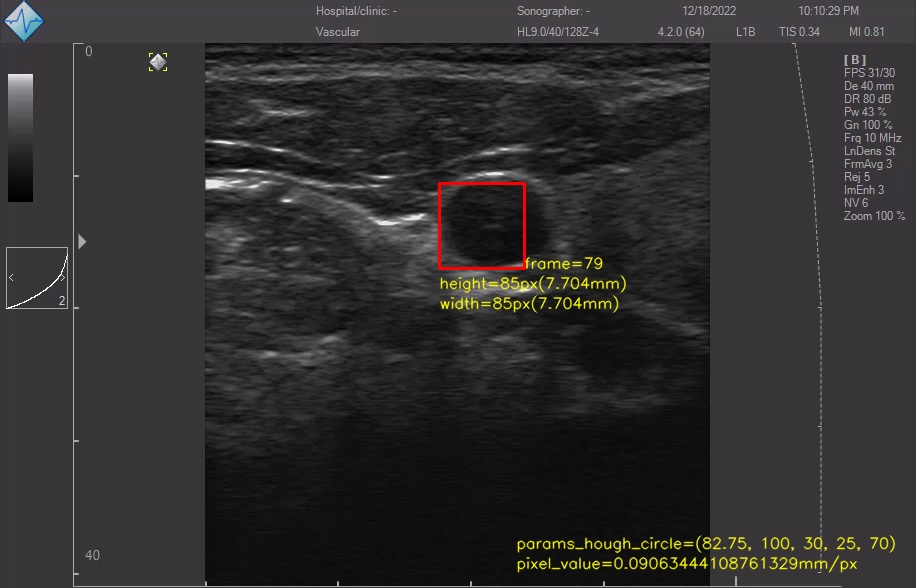 Hospital/clinic: - Sonographer: - 12/18/2022 10:10:29 PM
Vascular HL9.0/40/128Z-4 4.2.0 (64) L1B TIS 0.34 MI 0.81
0
[ B ]
FPS 31/30
De 40 mm
DR 80 dB
Pw 43 %
Gn 100 %
Frq 10 MHz
LnDens St
FrmAvg 3
Rej 5
ImEnh 3
NV 6
Zoom 100 %
frame=79
height=85px(7.704mm)
width=85px(7.704mm)
2
params_hough_circle=(82.75, 100, 30, 25, 70)
40
pixel_value=0.09063444108761329mm/px